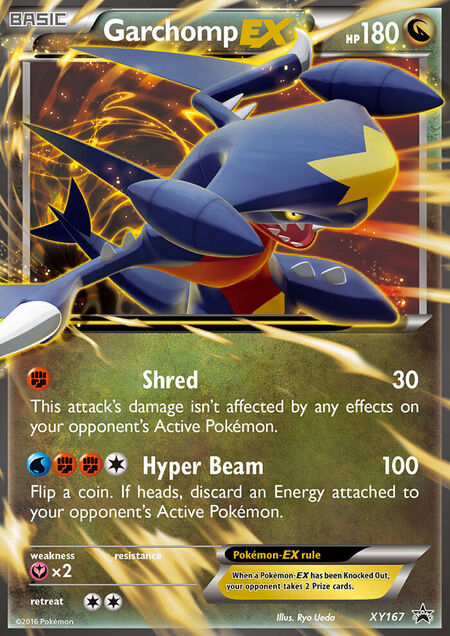 BASIC
Garchomp EX HP 180
Shred 30
This attack's damage isn't affected by any effects on
your opponent's Active Pokémon.
Hyper Beam 100
Flip a coin. If heads, discard an Energy attached to
your opponent's Active Pokémon.
weakness resistance
×2
retreat
Pokémon-EX rule
When a Pokémon-EX has been Knocked Out,
your opponent takes 2 Prize cards.
©2016 Pokémon Illus. Ryo Ueda XY167
PROMO